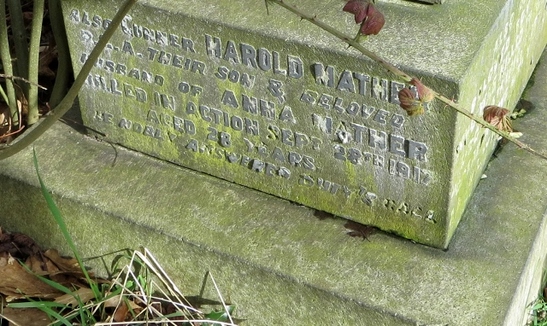 ALSO GUNNER HAROLD MATHER
R.G.A. THEIR SON & BELOVED
HUSBAND OF ANNA MATHER
KILLED IN ACTION SEPT 28TH 1917
AGED 28 YEARS.
HE NOBLY ANSWERED DUTY'S CALL